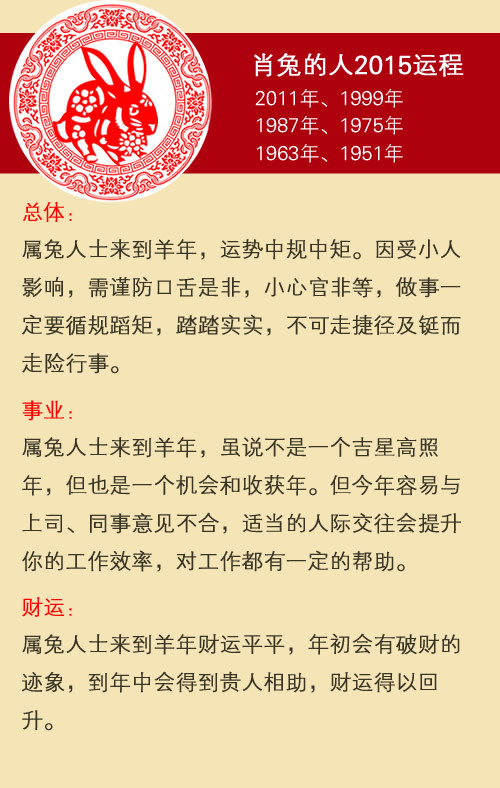 肖兔的人2015运程
2011年、1999年
1987年、1975年
1963年、1951年
总体：
属兔人士来到羊年，运势中规中矩。因受小人
影响，需谨防口舌是非，小心官非等，做事一
定要循规蹈矩，踏踏实实，不可走捷径及铤而
走险行事。
事业：
属兔人士来到羊年，虽说不是一个吉星高照
年，但也是一个机会和收获年。但今年容易与
上司、同事意见不合，适当的人际交往会提升
你的工作效率，对工作都有一定的帮助。
财运：
属兔人士来到羊年财运平平，年初会有破财的
迹象，到年中会得到贵人相助，财运得以回
升。